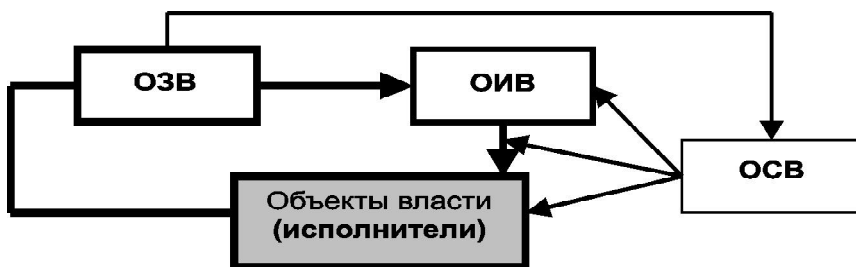 ОЗВ
ОИВ
ОСВ
Объекты власти
(исполнители)